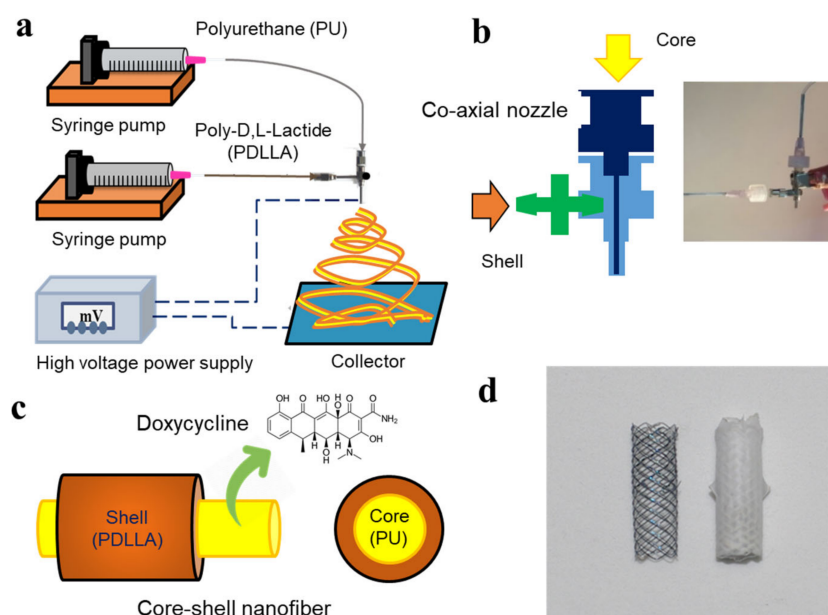 a
Polyurethane (PU)
Syringe pump
Poly-D,L-Lactide
(PDLLA)
Syringe pump
mV
High voltage power supply
Collector
b
Core
Co-axial nozzle
Shell
c
Doxycycline
OH
O
OH
O
OH
O
NH2
OH
OH
N
H
H
Shell
(PDLLA)
Core
(PU)
Core-shell nanofiber
d